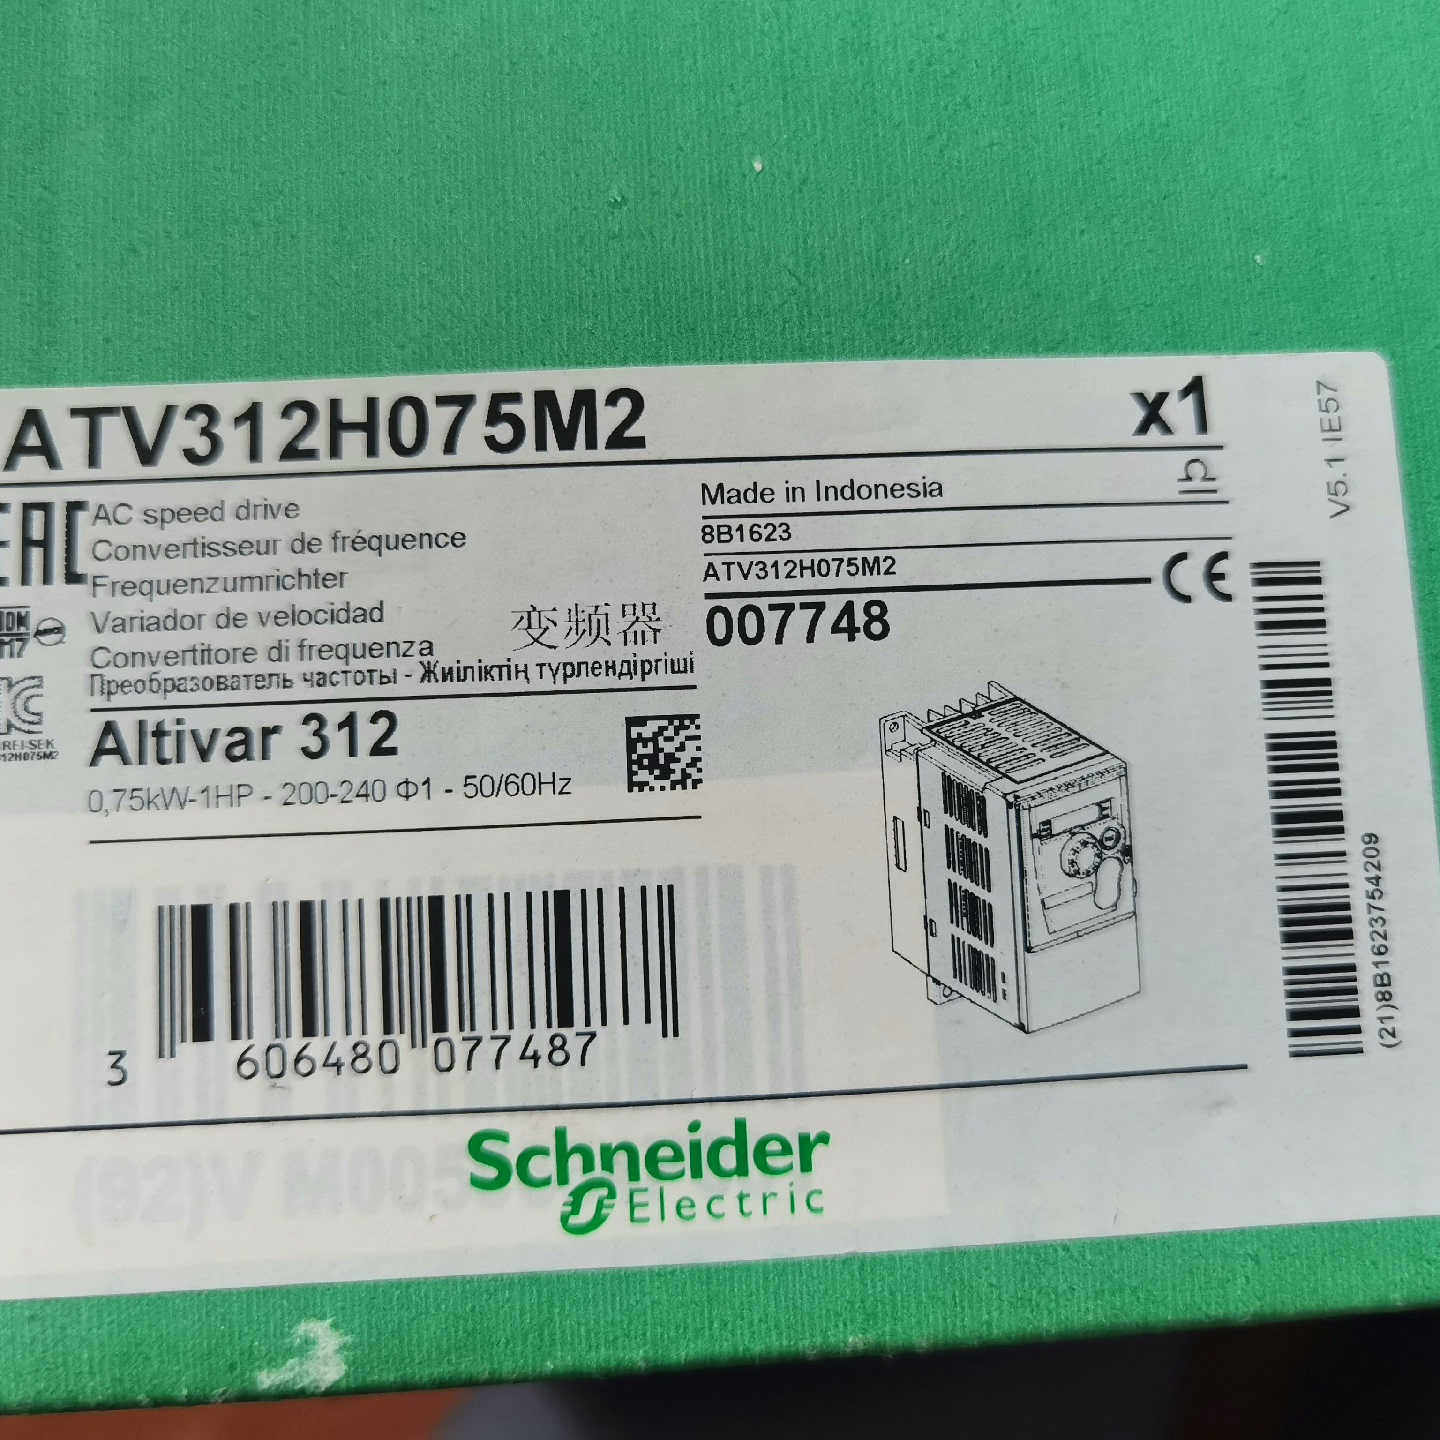 ATV312H075M2
x1
V5.1 IE57
EAC
AC speed drive
Convertisseur de fréquence
Frequenzumrichter
Variador de velocidad
Convertitore di frequenza
变频器
Преобразователь частоты - Жиіліктің түрлендіргіші
Made in Indonesia
8B1623
ATV312H075M2
CE
007748
Altivar 312
0,75kW-1HP - 200-240 Φ1 - 50/60Hz
3 606480 077487
(21)8B1623754209
Schneider
Electric